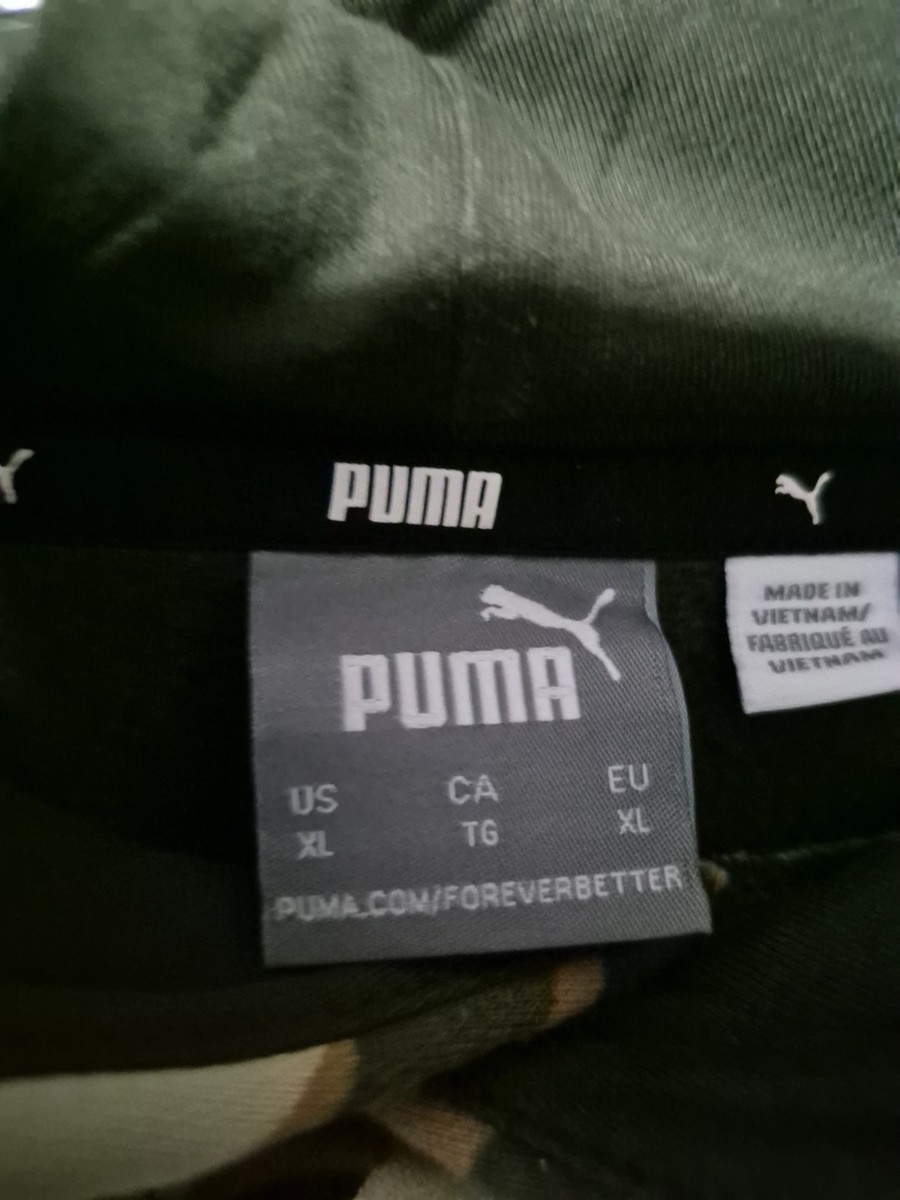 PUMA
PUMA
US CA EU
XL TG XL
PUMA.COM/FOREVERBETTER
MADE IN
VIETNAM/
FABRIQUÉ AU
VIETNAM